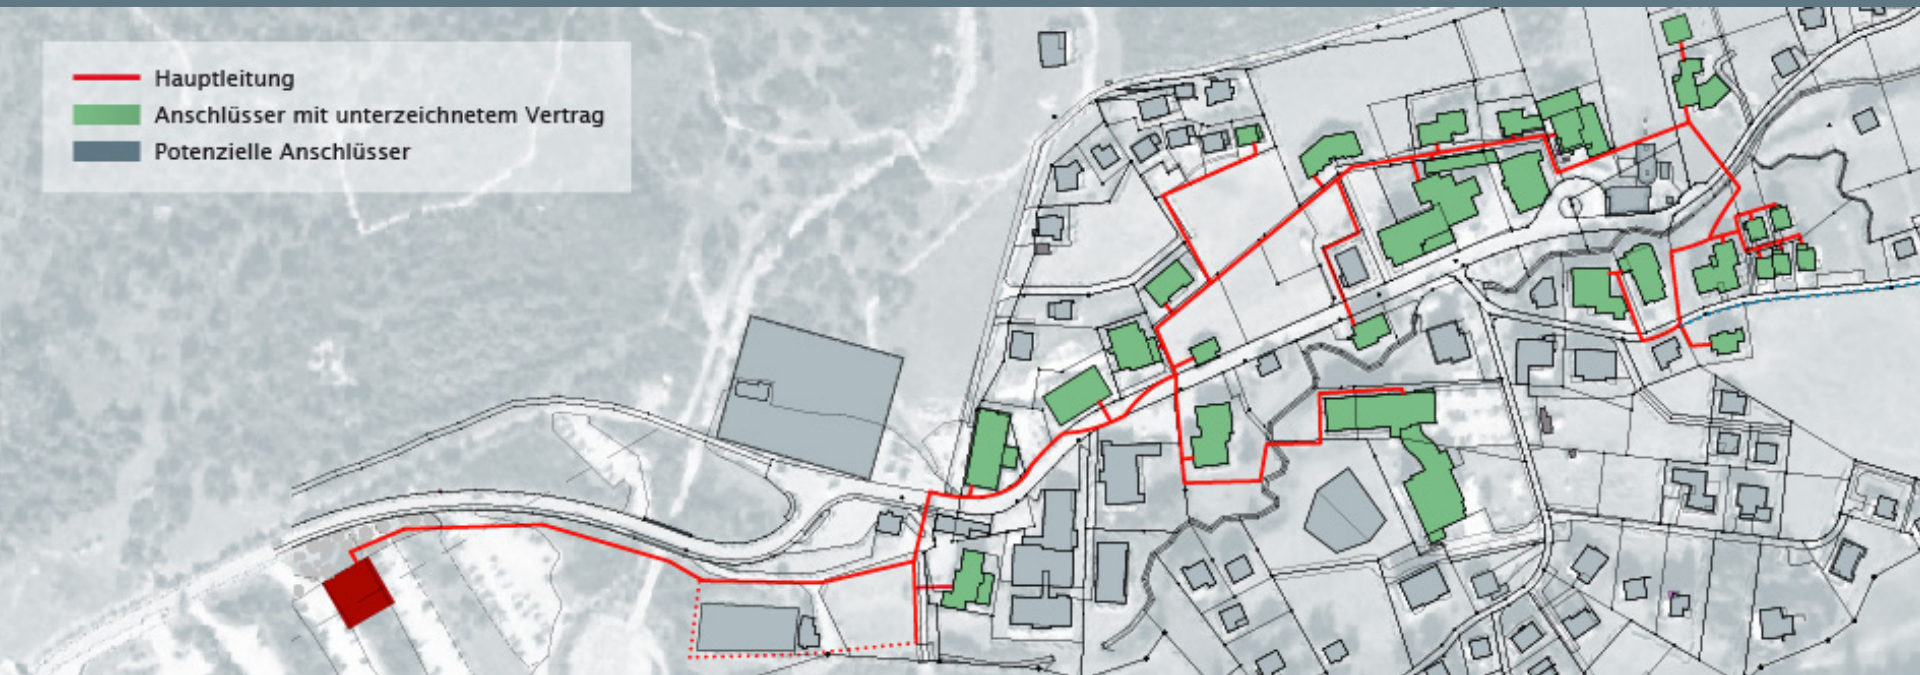 Hauptleitung
Anschlüsser mit unterzeichnetem Vertrag
Potenzielle Anschlüsser